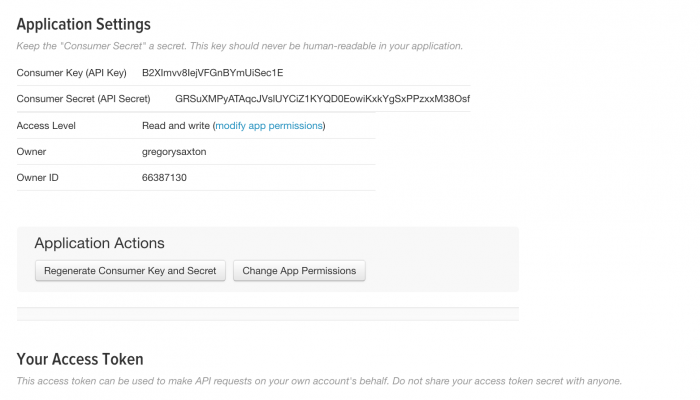 Application Settings
Keep the "Consumer Secret" a secret. This key should never be human-readable in your application.
Consumer Key (API Key)
Consumer Secret (API Secret)
Access Level Read and write (modify app permissions)
Owner gregorysaxton
Owner ID 66387130
Application Actions
Regenerate Consumer Key and Secret Change App Permissions
Your Access Token
This access token can be used to make API requests on your own account's behalf. Do not share your access token secret with anyone.